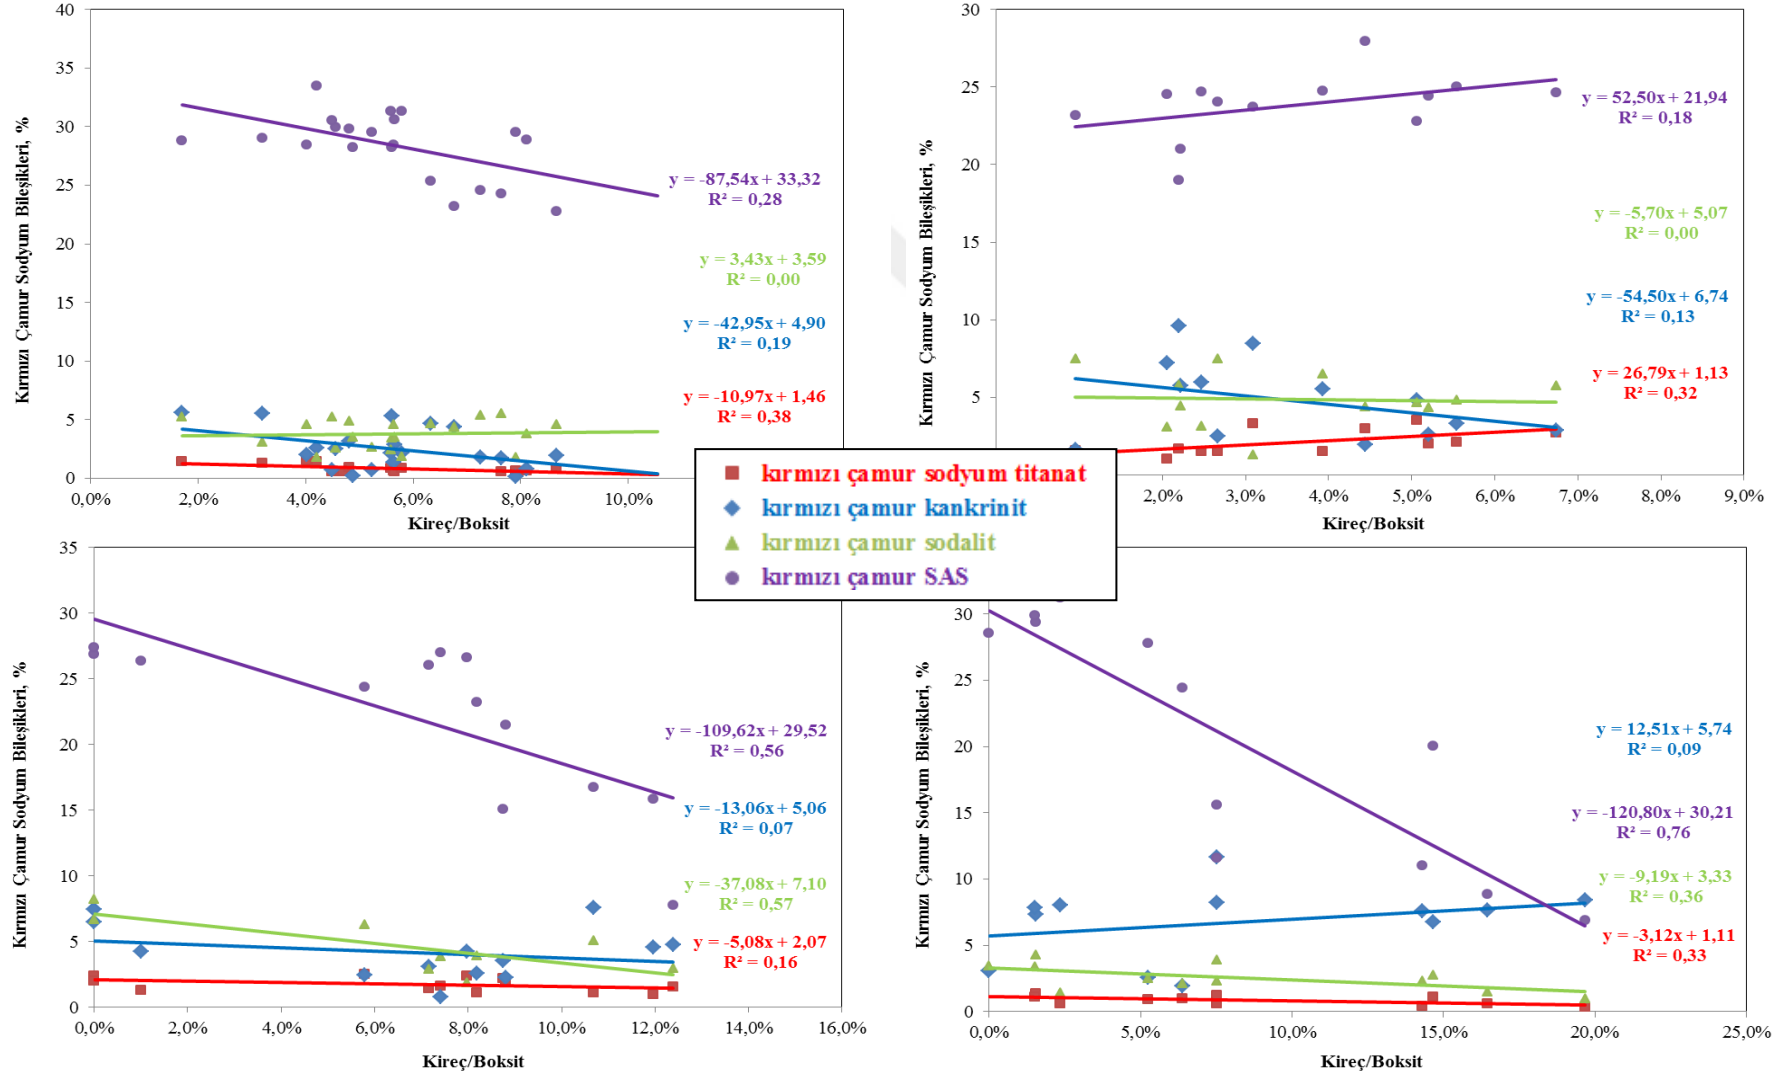 40
35
30
25
20
15
10
5
0
Kırmızı Çamur Sodyum Bileşikleri, %
y = -87,54x + 33,32
R² = 0,28
y = 3,43x + 3,59
R² = 0,00
y = -42,95x + 4,90
R² = 0,19
y = -10,97x + 1,46
R² = 0,38
0,0% 2,0% 4,0% 6,0% 8,0% 10,0%
Kireç/Boksit
30
25
20
15
10
5
Kırmızı Çamur Sodyum Bileşikleri, %
y = 52,50x + 21,94
R² = 0,18
y = -5,70x + 5,07
R² = 0,00
y = -54,50x + 6,74
R² = 0,13
y = 26,79x + 1,13
R² = 0,32
2,0% 3,0% 4,0% 5,0% 6,0% 7,0% 8,0% 9,0%
Kireç/Boksit
kırmızı çamur sodyum titanat
kırmızı çamur kankrinit
kırmızı çamur sodalit
kırmızı çamur SAS
35
30
25
20
15
10
5
0
Kırmızı Çamur Sodyum Bileşikleri, %
y = -109,62x + 29,52
R² = 0,56
y = -13,06x + 5,06
R² = 0,07
y = -37,08x + 7,10
R² = 0,57
y = -5,08x + 2,07
R² = 0,16
0,0% 2,0% 4,0% 6,0% 8,0% 10,0% 12,0% 14,0% 16,0%
Kireç/Boksit
30
25
20
15
10
5
0
Kırmızı Çamur Sodyum Bileşikleri, %
y = 12,51x + 5,74
R² = 0,09
y = -120,80x + 30,21
R² = 0,76
y = -9,19x + 3,33
R² = 0,36
y = -3,12x + 1,11
R² = 0,33
0,0% 5,0% 10,0% 15,0% 20,0% 25,0%
Kireç/Boksit